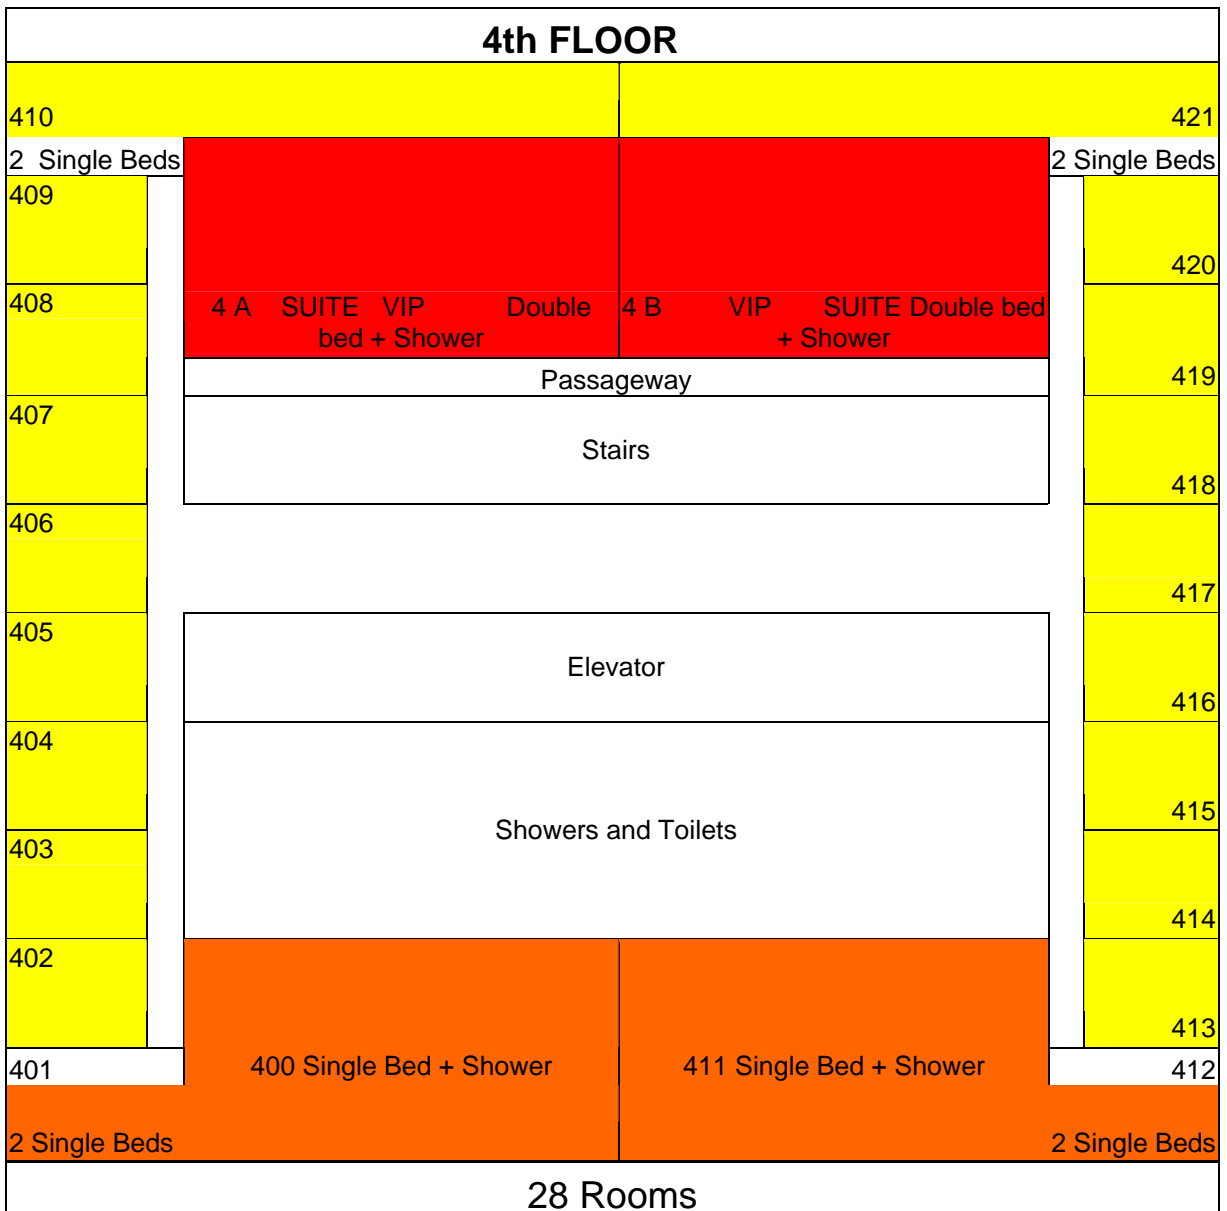 4th FLOOR
410 421
2 Single Beds 2 Single Beds
409
420
408
4 A SUITE VIP Double
bed + Shower
4 B VIP SUITE Double bed
+ Shower
419
Passageway
407
Stairs
418
406
417
405
Elevator
416
404
415
Showers and Toilets
403
414
402
413
401 400 Single Bed + Shower 411 Single Bed + Shower 412
2 Single Beds 2 Single Beds
28 Rooms